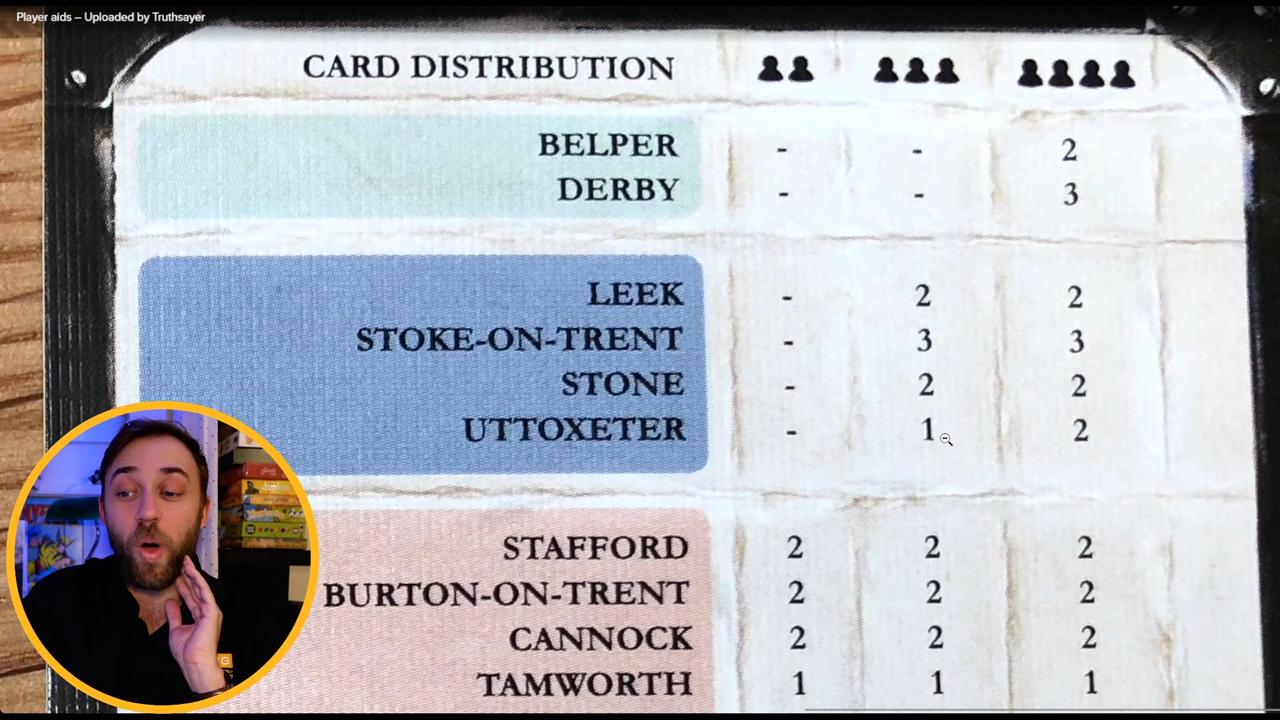 Player aids – Uploaded by Truthsayer
CARD DISTRIBUTION
BELPER - - 2
DERBY - - 3
LEEK - 2 2
STOKE-ON-TRENT - 3 3
STONE - 2 2
UTTOXETER - 1 2
STAFFORD 2 2 2
BURTON-ON-TRENT 2 2 2
CANNOCK 2 2 2
TAMWORTH 1 1 1